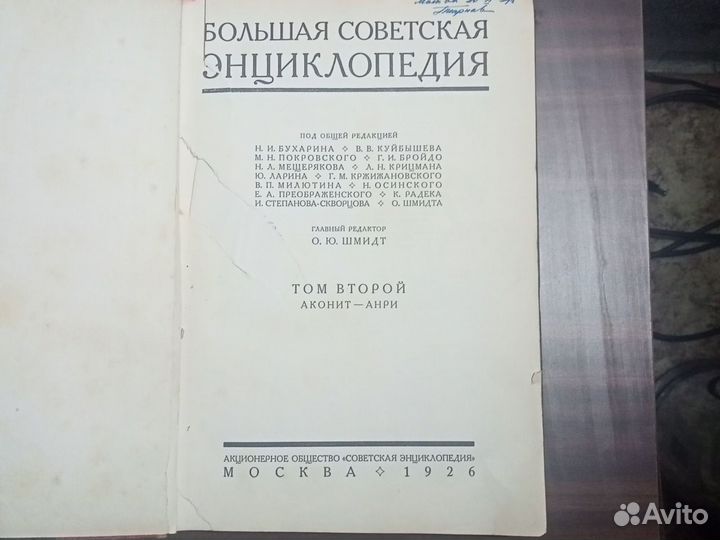 БОЛЬШАЯ СОВЕТСКАЯ
ЭНЦИКЛОПЕДИЯ
ПОД ОБЩЕЙ РЕДАКЦИЕЙ
Н. И. БУХАРИНА ✧ В. В. КУЙБЫШЕВА
М. Н. ПОКРОВСКОГО ✧ Г. И. БРОЙДО
Н. Л. МЕЩЕРЯКОВА ✧ Л. Н. КРИЦМАНА
Ю. ЛАРИНА ✧ Г. М. КРЖИЖАНОВСКОГО
В. П. МИЛЮТИНА ✧ Н. ОСИНСКОГО
Е. А. ПРЕОБРАЖЕНСКОГО ✧ К. РАДЕКА
И. СТЕПАНОВА-СКВОРЦОВА ✧ О. ШМИДТА
ГЛАВНЫЙ РЕДАКТОР
О. Ю. ШМИДТ
ТОМ ВТОРОЙ
АКОНИТ — АНРИ
АКЦИОНЕРНОЕ ОБЩЕСТВО «СОВЕТСКАЯ ЭНЦИКЛОПЕДИЯ»
МОСКВА ✧ 1926
Avito